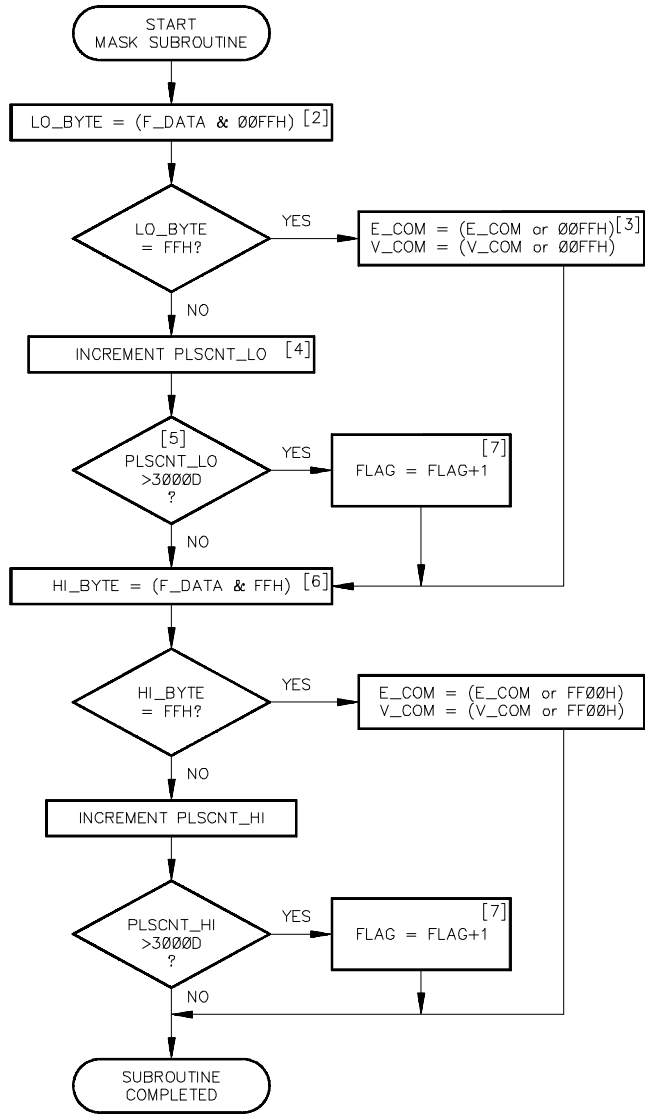 START
MASK SUBROUTINE
LO_BYTE = (F_DATA & ØØFFH) [2]
LO_BYTE
= FFH?
YES
E_COM = (E_COM or ØØFFH) [3]
V_COM = (V_COM or ØØFFH)
NO
INCREMENT PLSCNT_LO [4]
[5]
PLSCNT_LO
>3ØØØD
?
YES
[7]
FLAG = FLAG+1
NO
HI_BYTE = (F_DATA & FFH) [6]
HI_BYTE
= FFH?
YES
E_COM = (E_COM or FFØØH)
V_COM = (V_COM or FFØØH)
NO
INCREMENT PLSCNT_HI
PLSCNT_HI
>3ØØØD
?
YES
[7]
FLAG = FLAG+1
NO
SUBROUTINE
COMPLETED